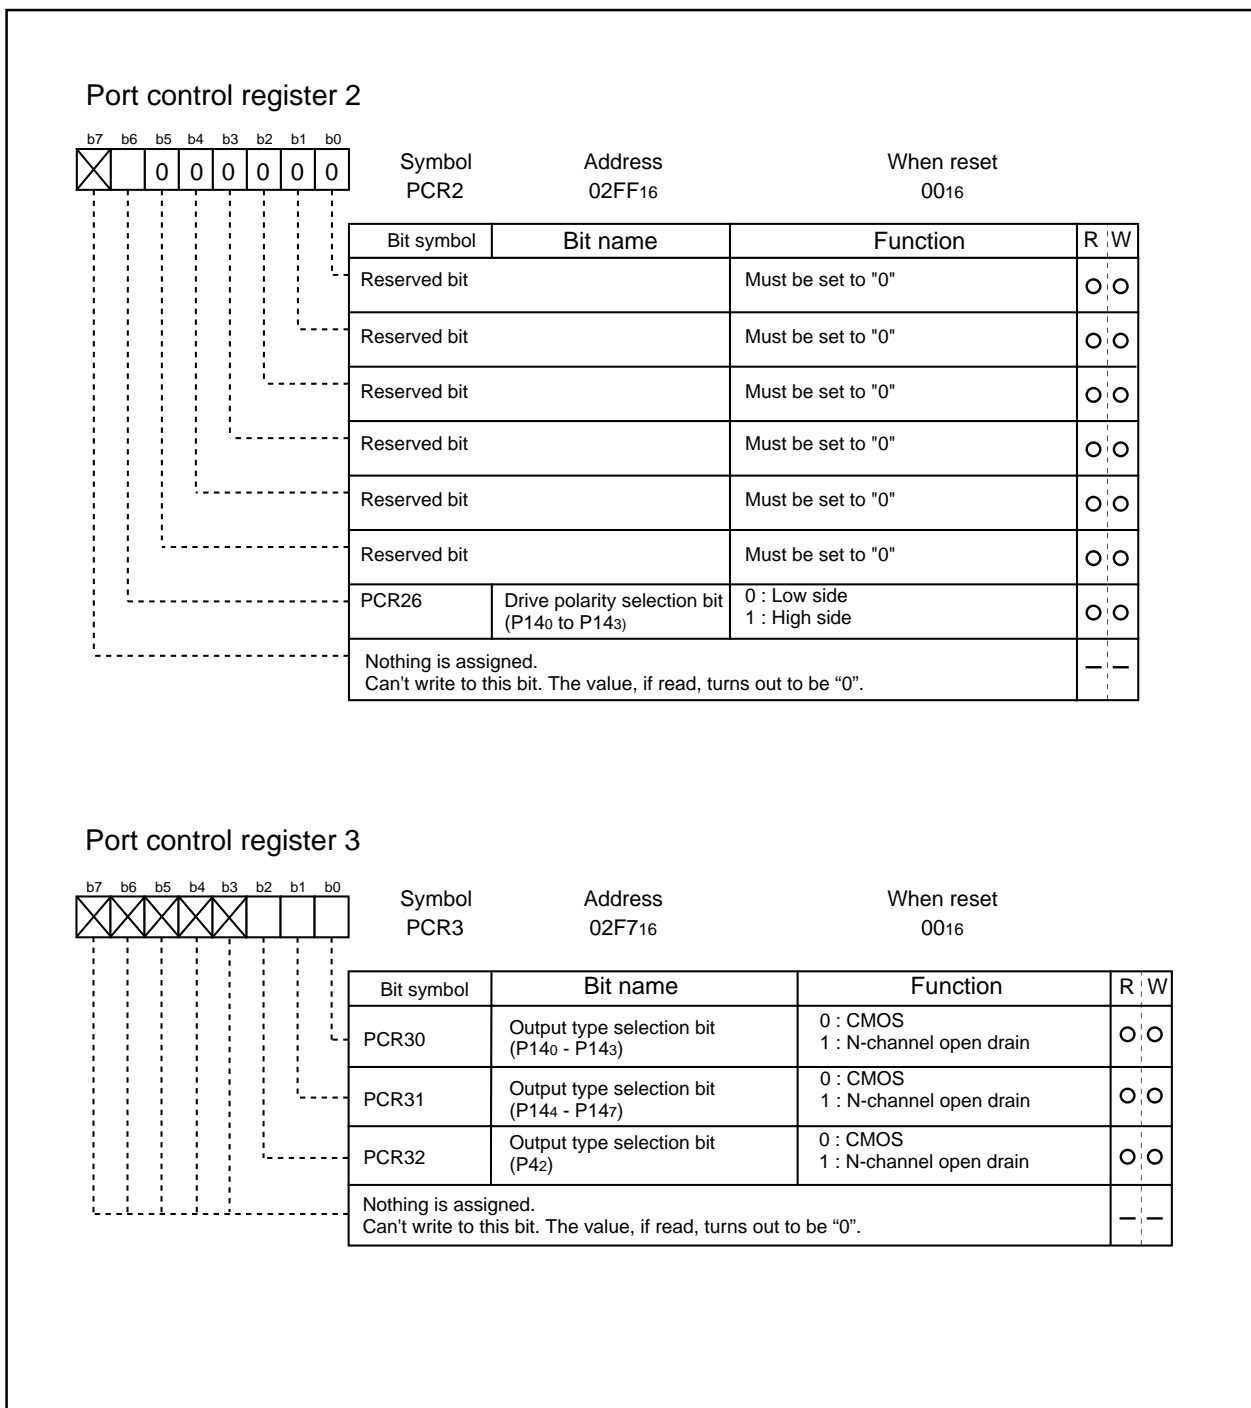 Port control register 2
b7 b6 b5 b4 b3 b2 b1 b0
0 0 0 0 0 0
Symbol Address When reset
PCR2 02FF16 0016
Bit symbol Bit name Function R W
Reserved bit Must be set to "0"
Reserved bit Must be set to "0"
Reserved bit Must be set to "0"
Reserved bit Must be set to "0"
Reserved bit Must be set to "0"
Reserved bit Must be set to "0"
PCR26 Drive polarity selection bit 0 : Low side
(P140 to P143) 1 : High side
Nothing is assigned.
Can't write to this bit. The value, if read, turns out to be “0”.
Port control register 3
b7 b6 b5 b4 b3 b2 b1 b0
Symbol Address When reset
PCR3 02F716 0016
Bit symbol Bit name Function R W
PCR30 Output type selection bit 0 : CMOS
(P140 - P143) 1 : N-channel open drain
PCR31 Output type selection bit 0 : CMOS
(P144 - P147) 1 : N-channel open drain
PCR32 Output type selection bit 0 : CMOS
(P42) 1 : N-channel open drain
Nothing is assigned.
Can't write to this bit. The value, if read, turns out to be “0”.